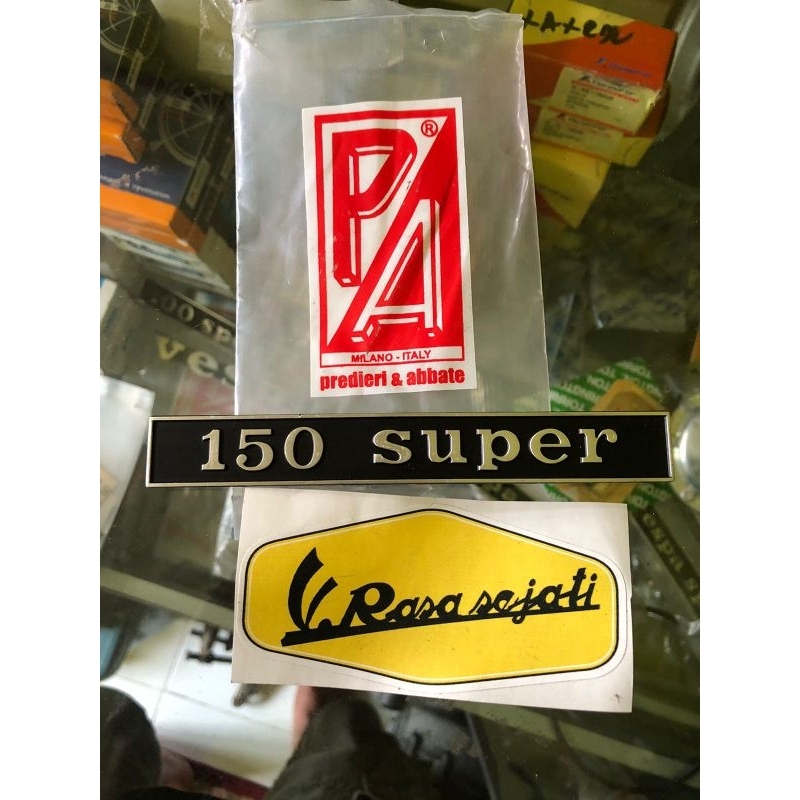 PA®
MILANO - ITALY
predieri & abbate
150 super
V. Rasa sejati